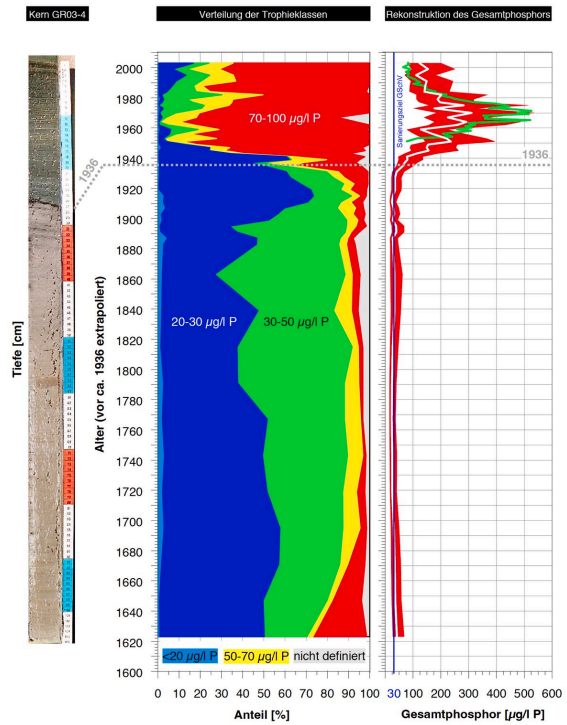 Kern GR03-4
Verteilung der Trophieklassen
Rekonstruktion des Gesamtphosphors
2000
1980
1960
1940
1920
1900
1880
1860
1840
1820
1800
1780
1760
1740
1720
1700
1680
1660
1640
1620
1600
1936
Tiefe [cm]
Alter (vor ca. 1936 extrapoliert)
70-100 µg/l P
20-30 µg/l P
30-50 µg/l P
<20 µg/l P
50-70 µg/l P
nicht definiert
Sanierungsziel GSchV
1936
0 10 20 30 40 50 60 70 80 90 100
Anteil [%]
30 100 200 300 400 500 600
Gesamtphosphor [µg/l P]